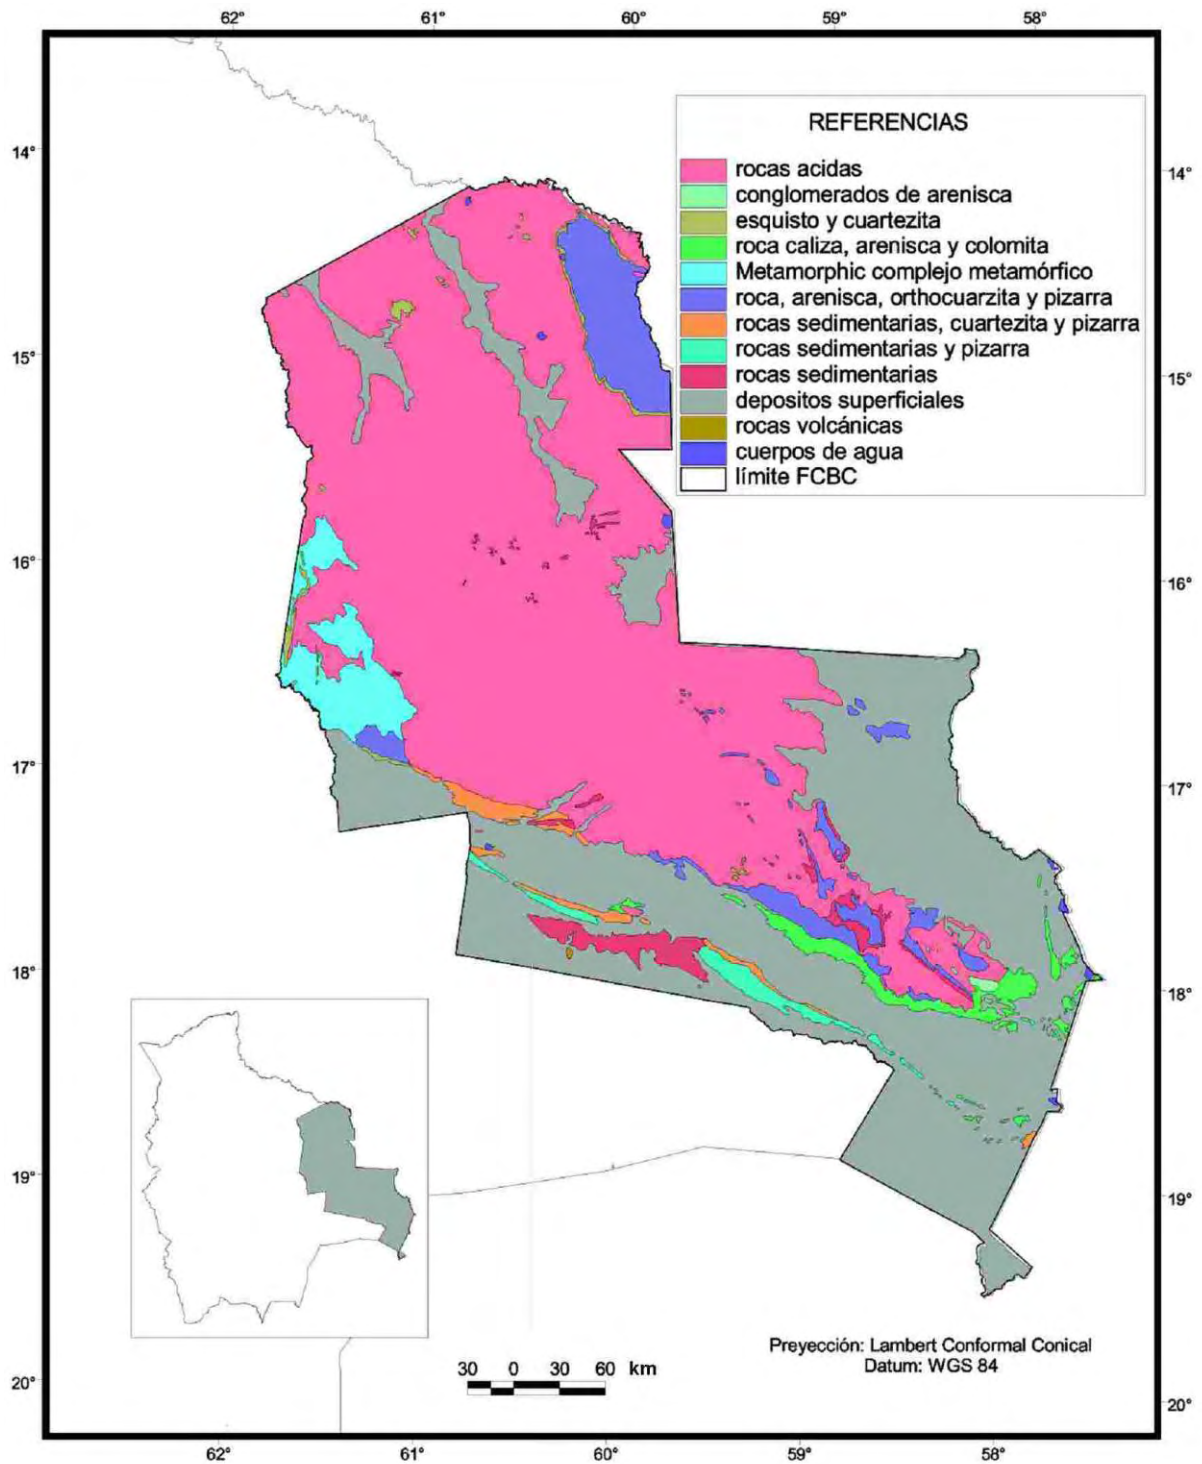 62° 61° 60° 59° 58°
REFERENCIAS
rocas acidas
conglomerados de arenisca
esquisto y cuartezita
roca caliza, arenisca y colomita
Metamorphic complejo metamórfico
roca, arenisca, orthocuarzita y pizarra
rocas sedimentarias, cuartezita y pizarra
rocas sedimentarias y pizarra
rocas sedimentarias
depositos superficiales
rocas volcánicas
cuerpos de agua
límite FCBC
14° 14°
15° 15°
16° 16°
17° 17°
18° 18°
19° 19°
20° 20°
Preyección: Lambert Conformal Conical
Datum: WGS 84
30 0 30 60 km
62° 61° 60° 59° 58°